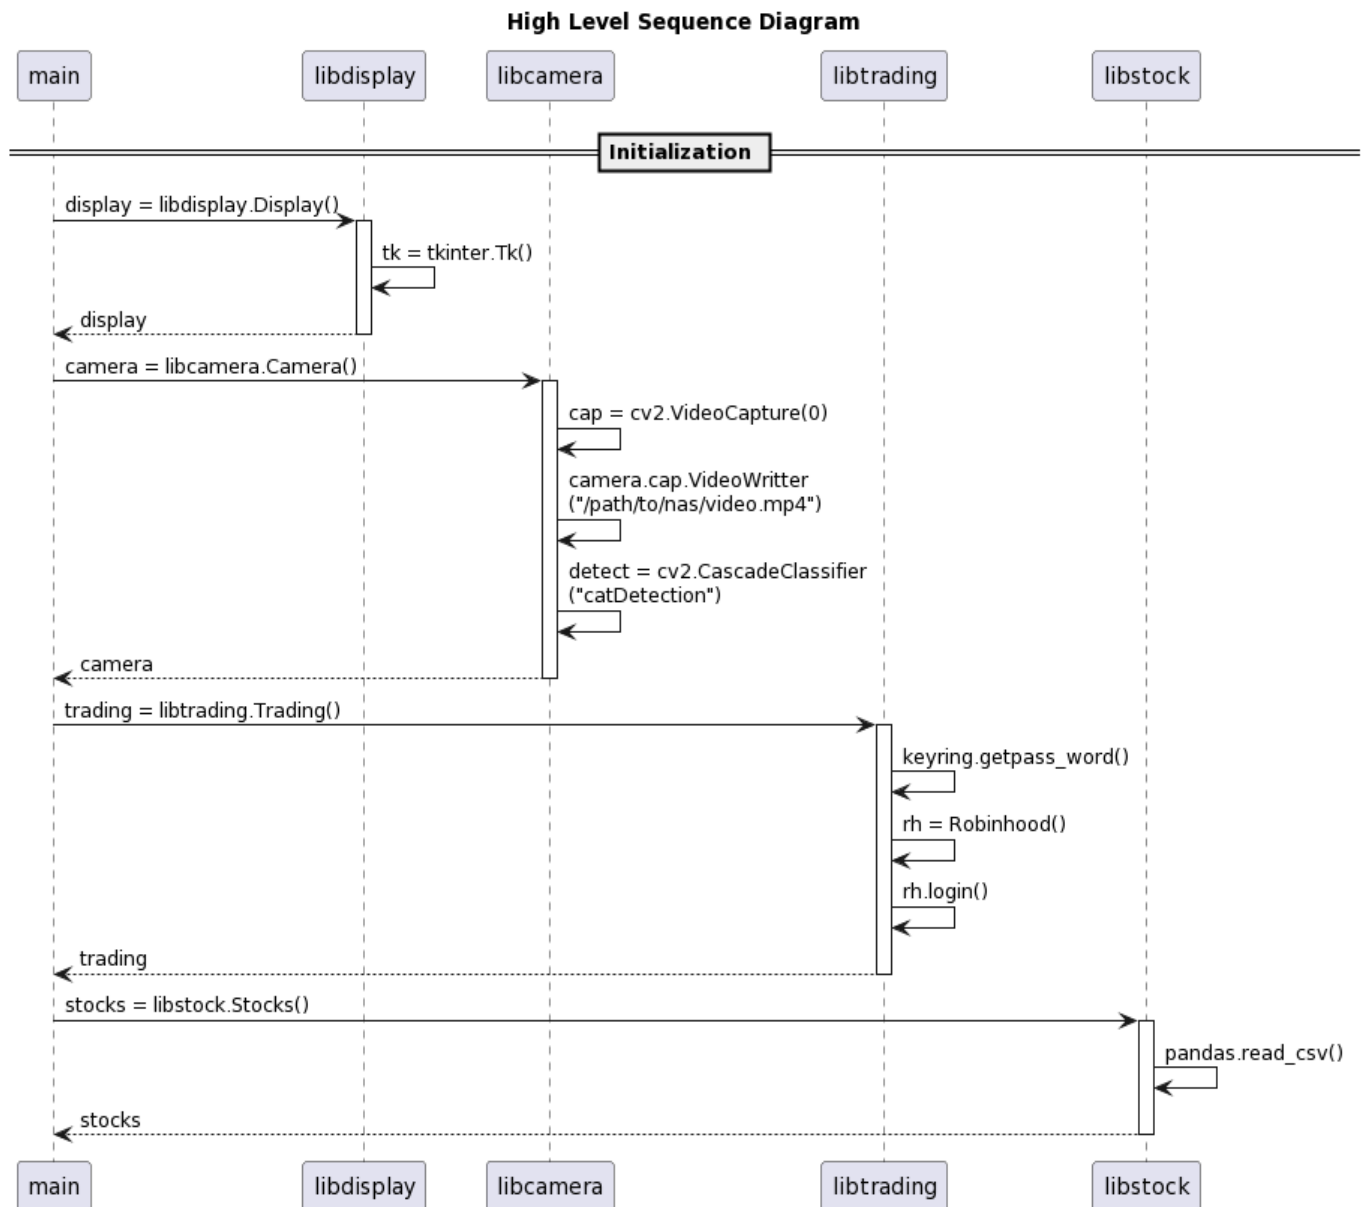 High Level Sequence Diagram
main
libdisplay
libcamera
libtrading
libstock
Initialization
display = libdisplay.Display()
tk = tkinter.Tk()
display
camera = libcamera.Camera()
cap = cv2.VideoCapture(0)
camera.cap.VideoWritter
("/path/to/nas/video.mp4")
detect = cv2.CascadeClassifier
("catDetection")
camera
trading = libtrading.Trading()
keyring.getpass_word()
rh = Robinhood()
rh.login()
trading
stocks = libstock.Stocks()
pandas.read_csv()
stocks
main
libdisplay
libcamera
libtrading
libstock